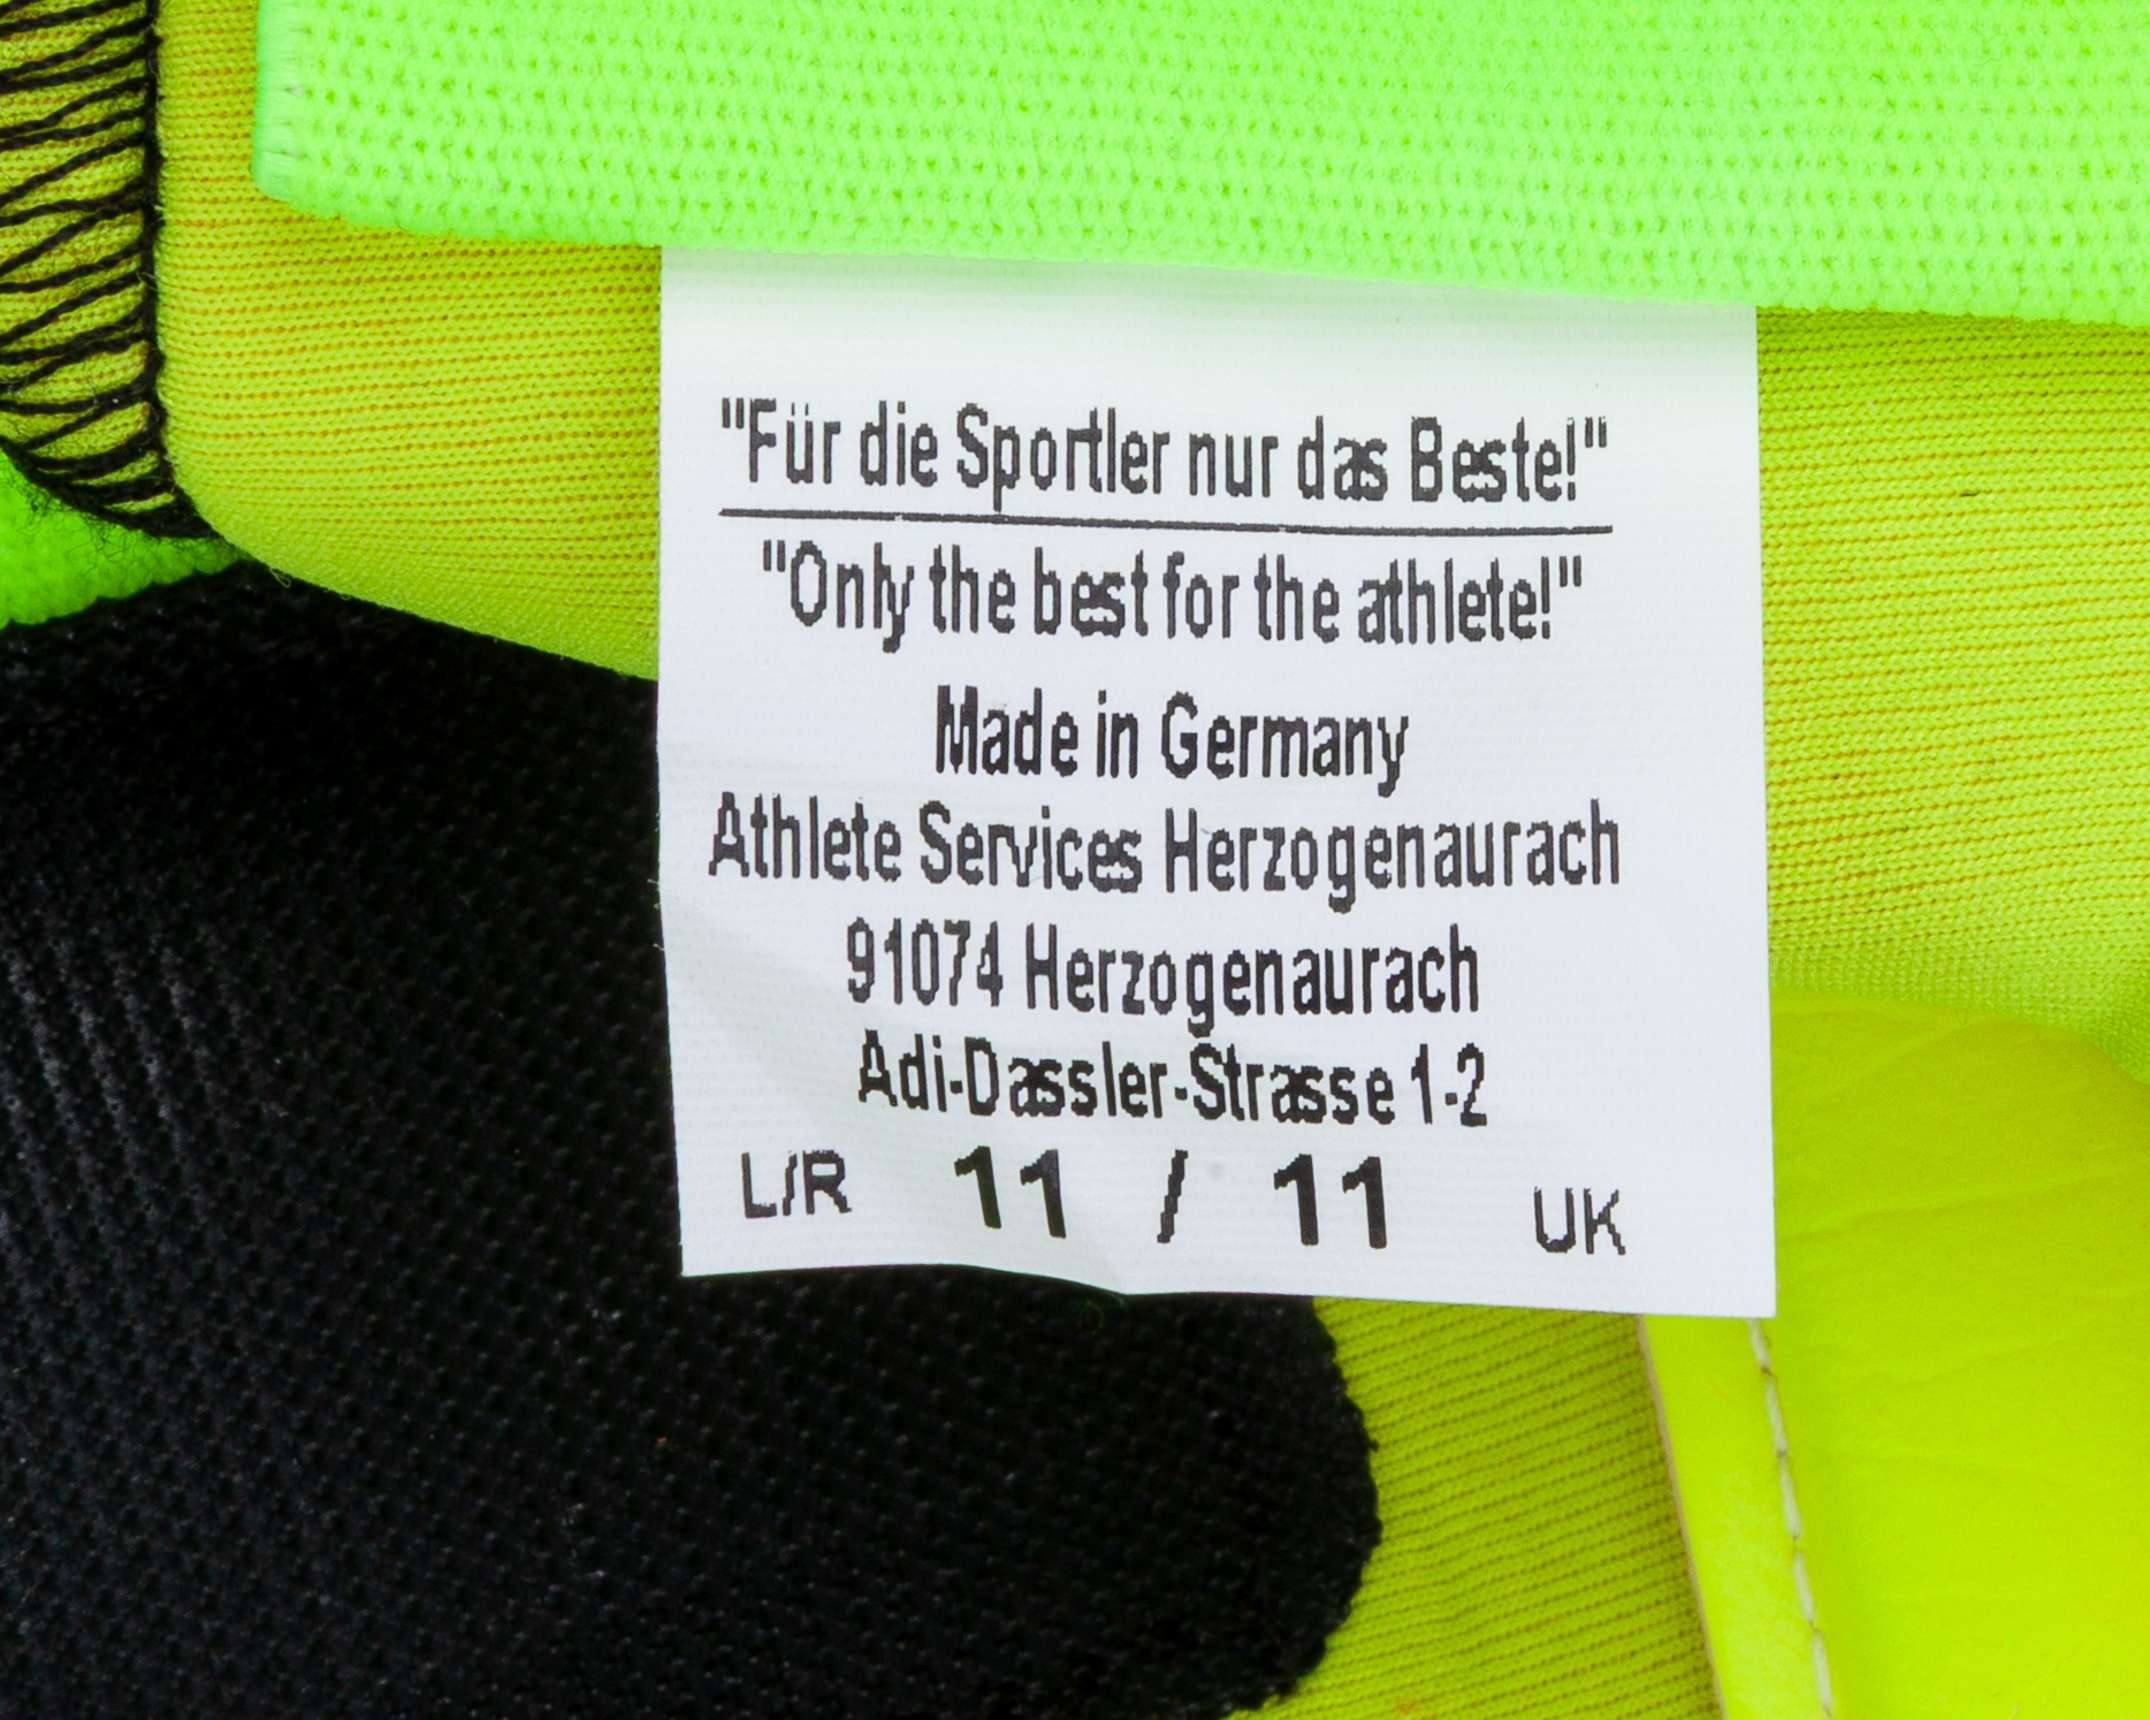 "Für die Sportler nur das Beste!"
"Only the best for the athlete!"
Made in Germany
Athlete Services Herzogenaurach
91074 Herzogenaurach
Adi-Dassler-Strasse 1-2
L/R 11 / 11 UK